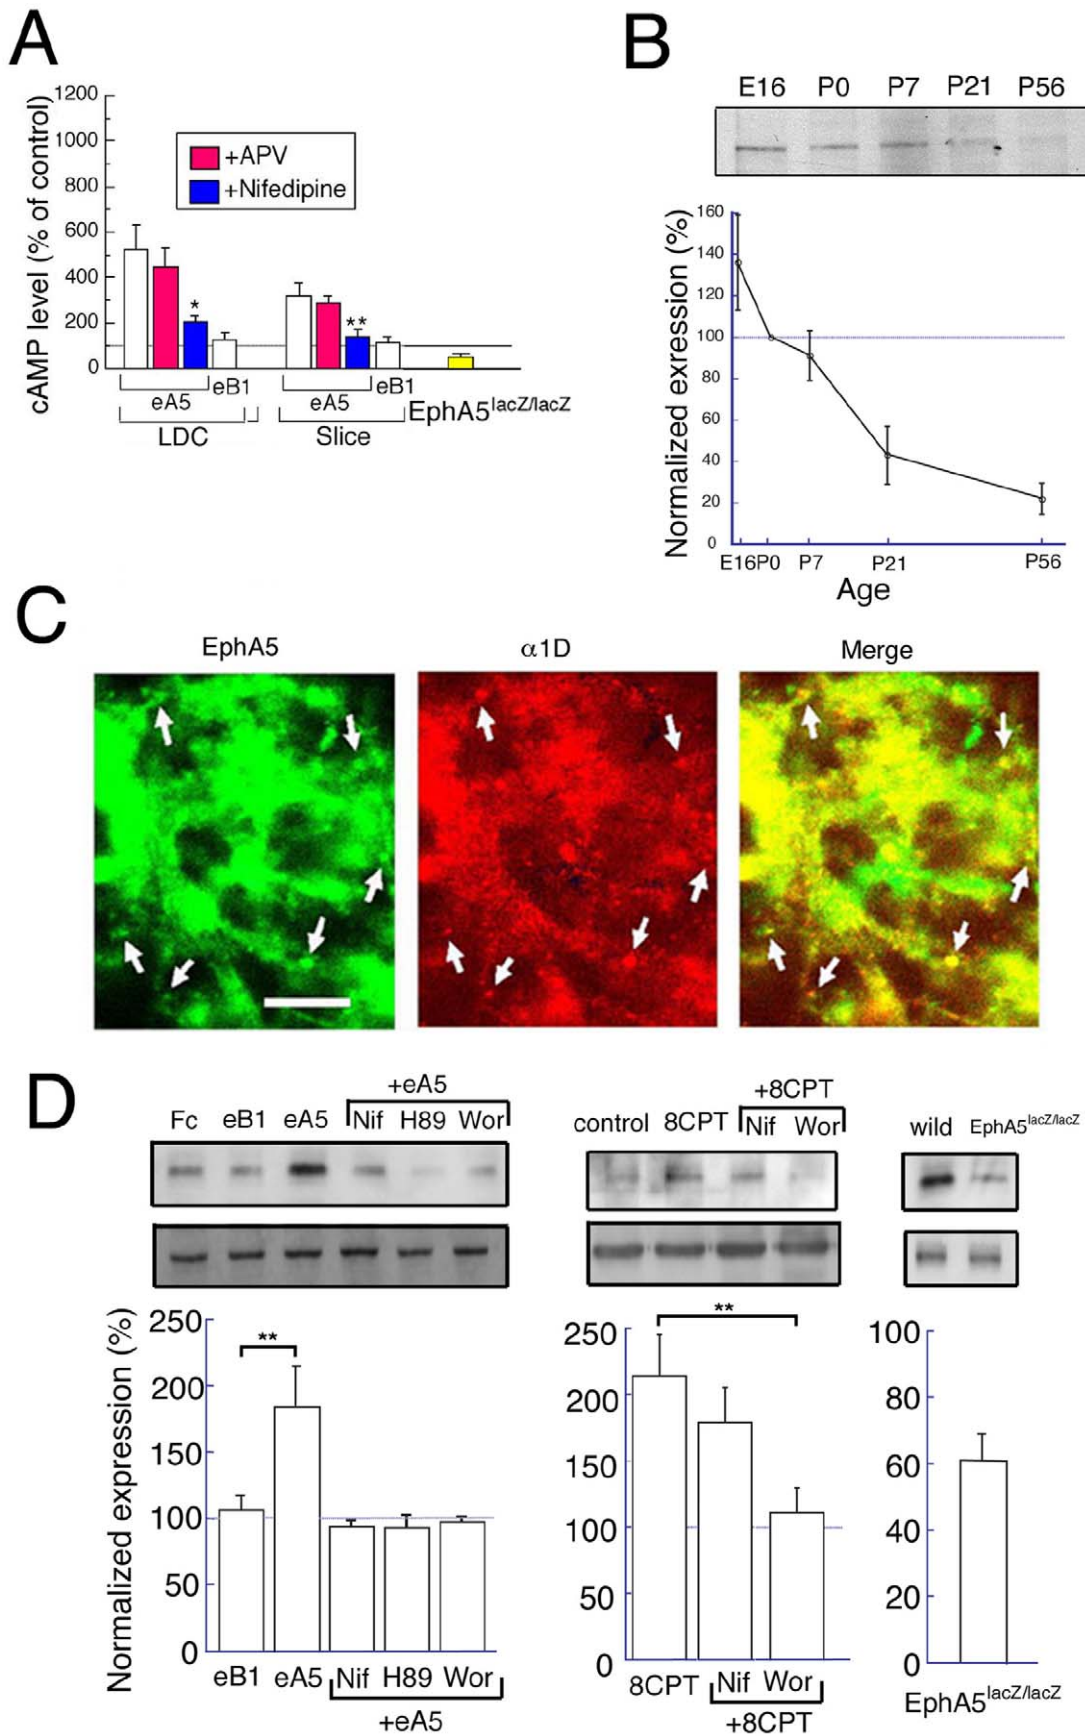 A
cAMP level (% of control)
1200
1000
800
600
400
200
0
+APV
+Nifedipine
*
**
eA5
eB1
eA5
eB1
EphA5lacZ/lacZ
LDC
Slice
B
E16 P0 P7 P21 P56
Normalized exression (%)
160
140
120
100
80
60
40
20
0
E16 P0 P7 P21 P56
Age
C
EphA5 α1D Merge
D
+eA5
Fc eB1 eA5 Nif H89 Wor
+8CPT
control 8CPT Nif Wor
wild EphA5lacZ/lacZ
Normalized expression (%)
250
200
150
100
50
0
**
eB1 eA5 Nif H89 Wor
+eA5
250
200
150
100
50
0
**
8CPT Nif Wor
+8CPT
100
80
60
40
20
0
EphA5lacZ/lacZ